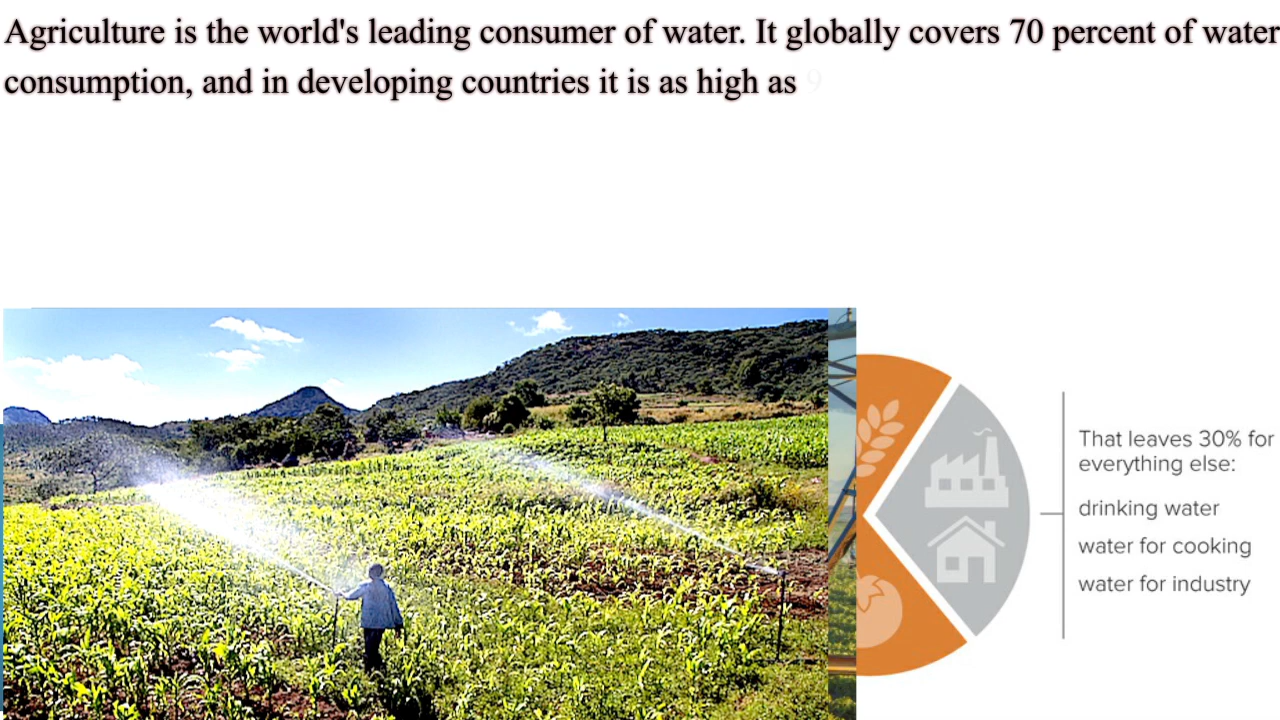 Agriculture is the world's leading consumer of water. It globally covers 70 percent of water
consumption, and in developing countries it is as high as 9
That leaves 30% for
everything else:
drinking water
water for cooking
water for industry